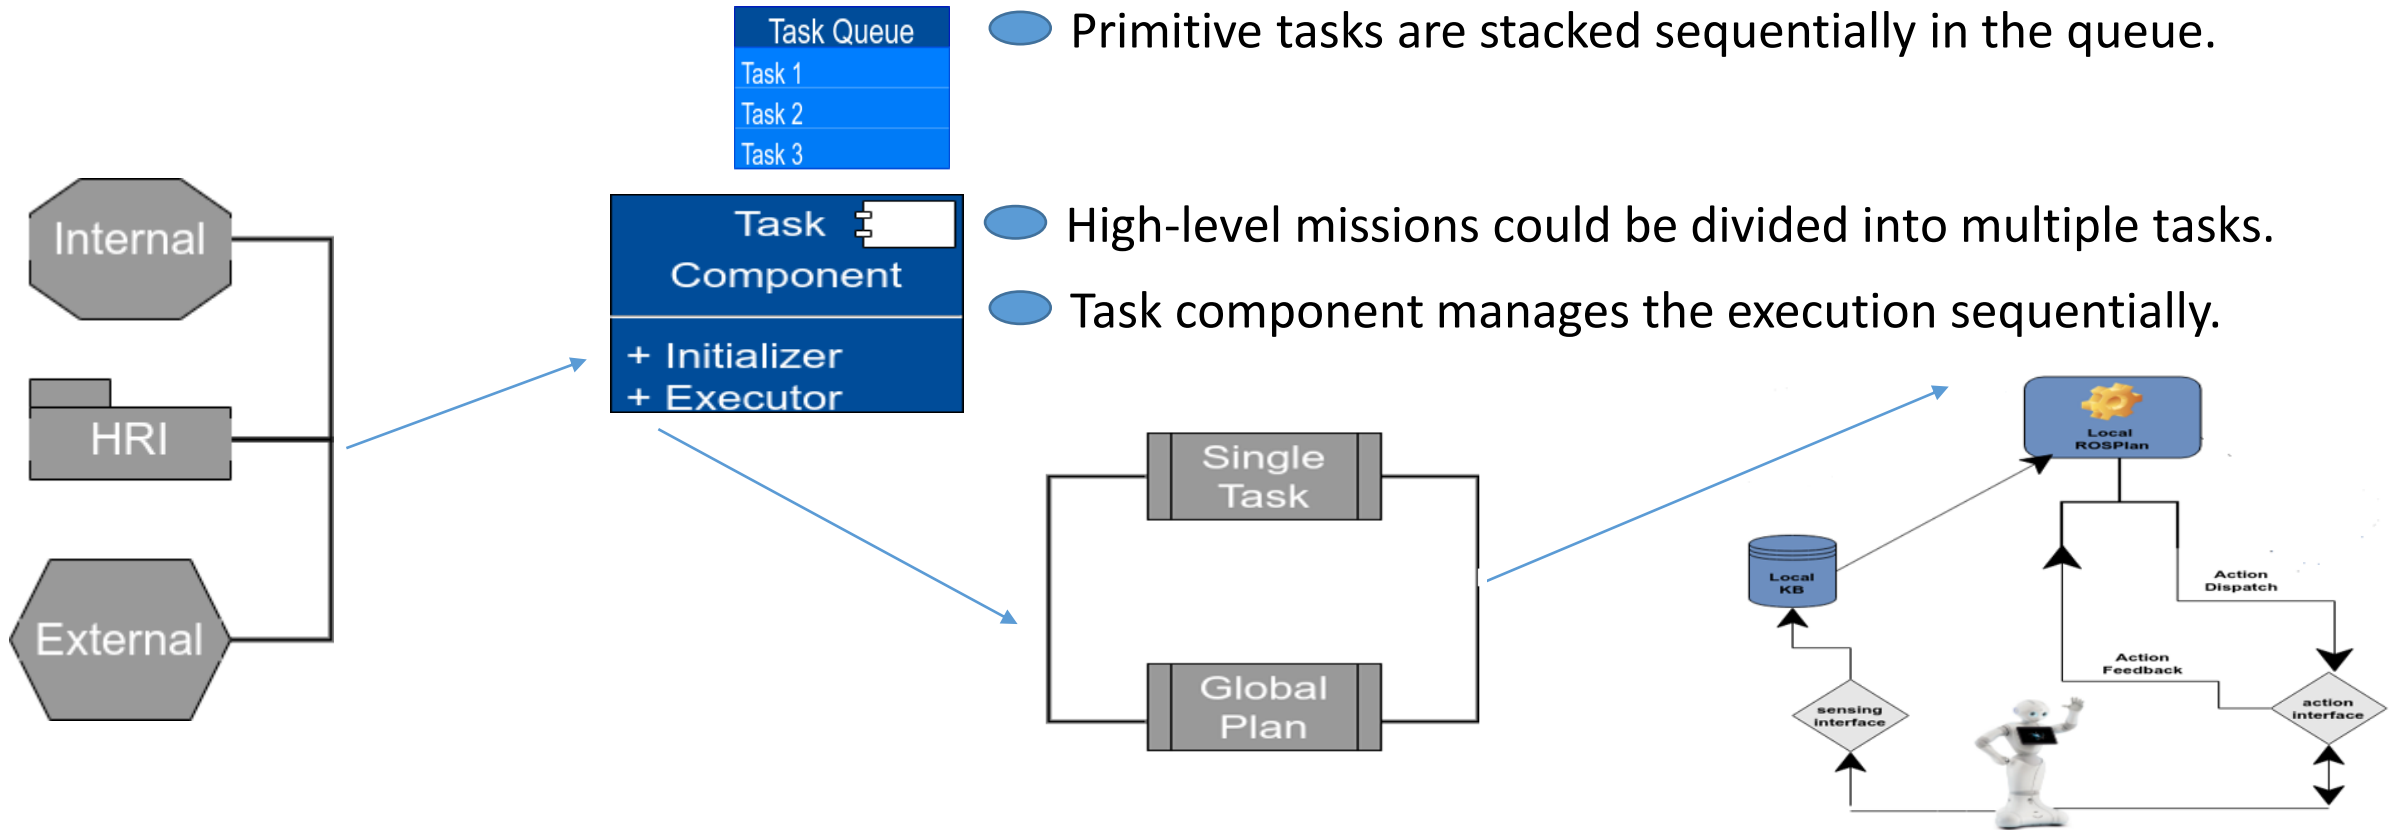 Task Queue
Task 1
Task 2
Task 3
Primitive tasks are stacked sequentially in the queue.
Internal
HRI
External
Task
Component
+ Initializer
+ Executor
High-level missions could be divided into multiple tasks.
Task component manages the execution sequentially.
Single
Task
Global
Plan
Local
ROSPlan
Local
KB
Action
Dispatch
Action
Feedback
sensing
interface
action
interface